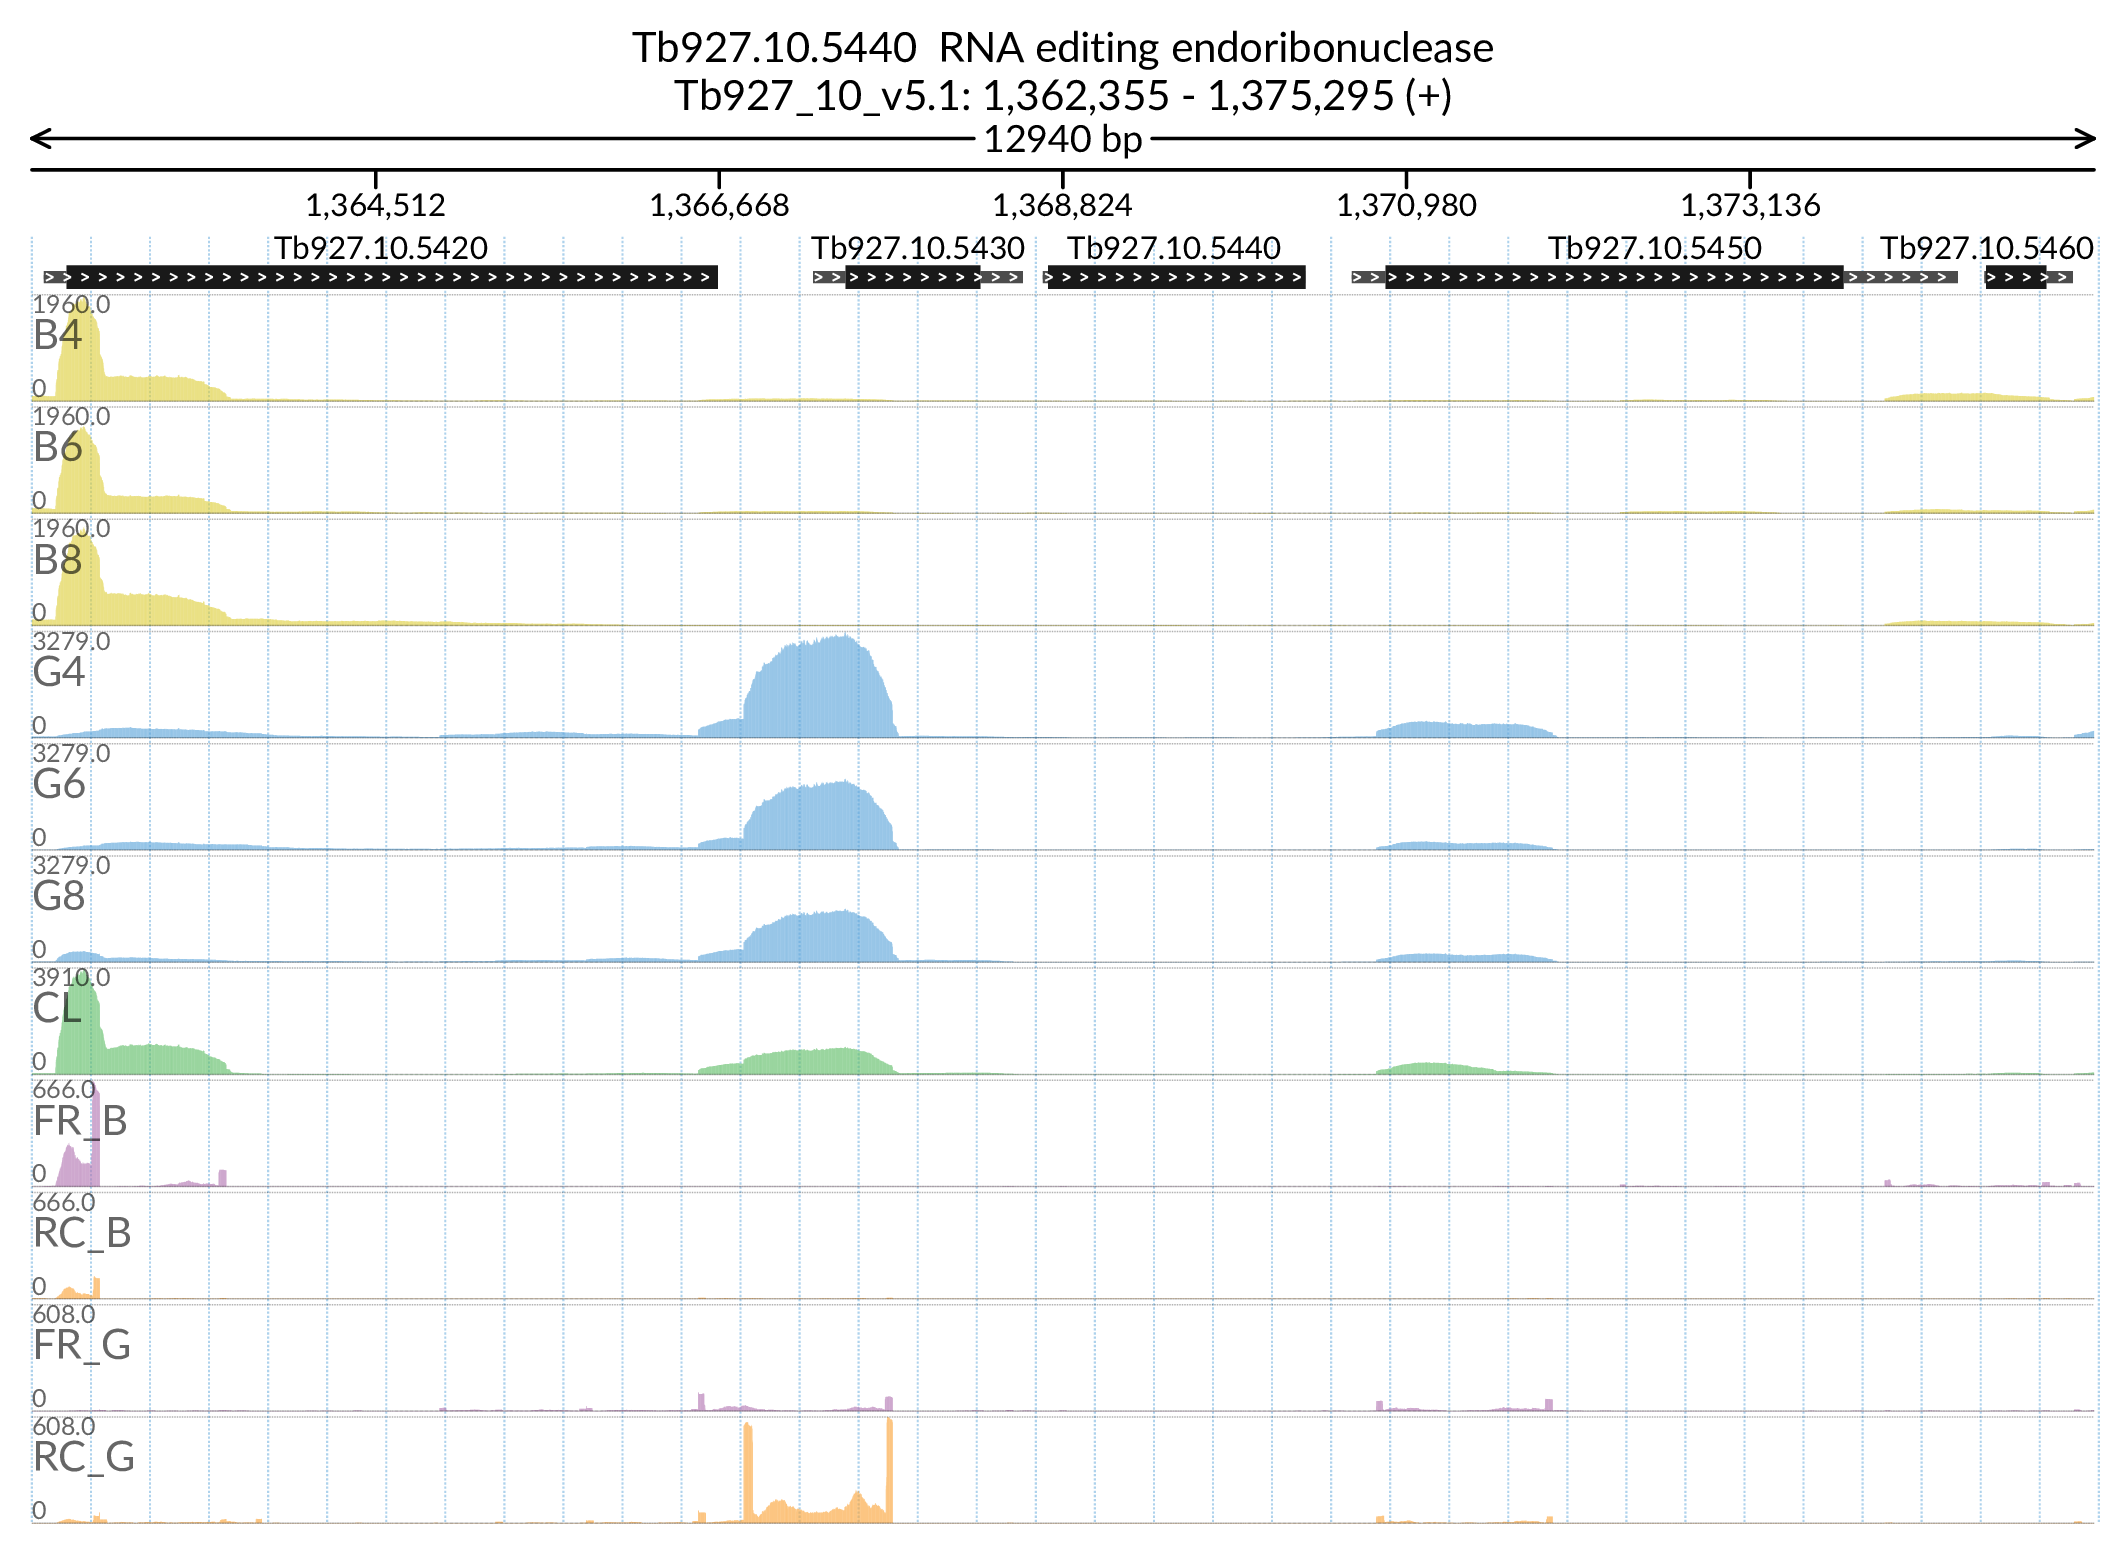 Tb927.10.5440 RNA editing endoribonuclease
Tb927_10_v5.1: 1,362,355 - 1,375,295 (+)
12940 bp
1,364,512 1,366,668 1,368,824 1,370,980 1,373,136
Tb927.10.5420 Tb927.10.5430 Tb927.10.5440 Tb927.10.5450 Tb927.10.5460
1960.0
B4
0
1960.0
B6
0
1960.0
B8
0
3279.0
G4
0
3279.0
G6
0
3279.0
G8
0
3910.0
CL
0
666.0
FR_B
0
666.0
RC_B
0
608.0
FR_G
0
608.0
RC_G
0